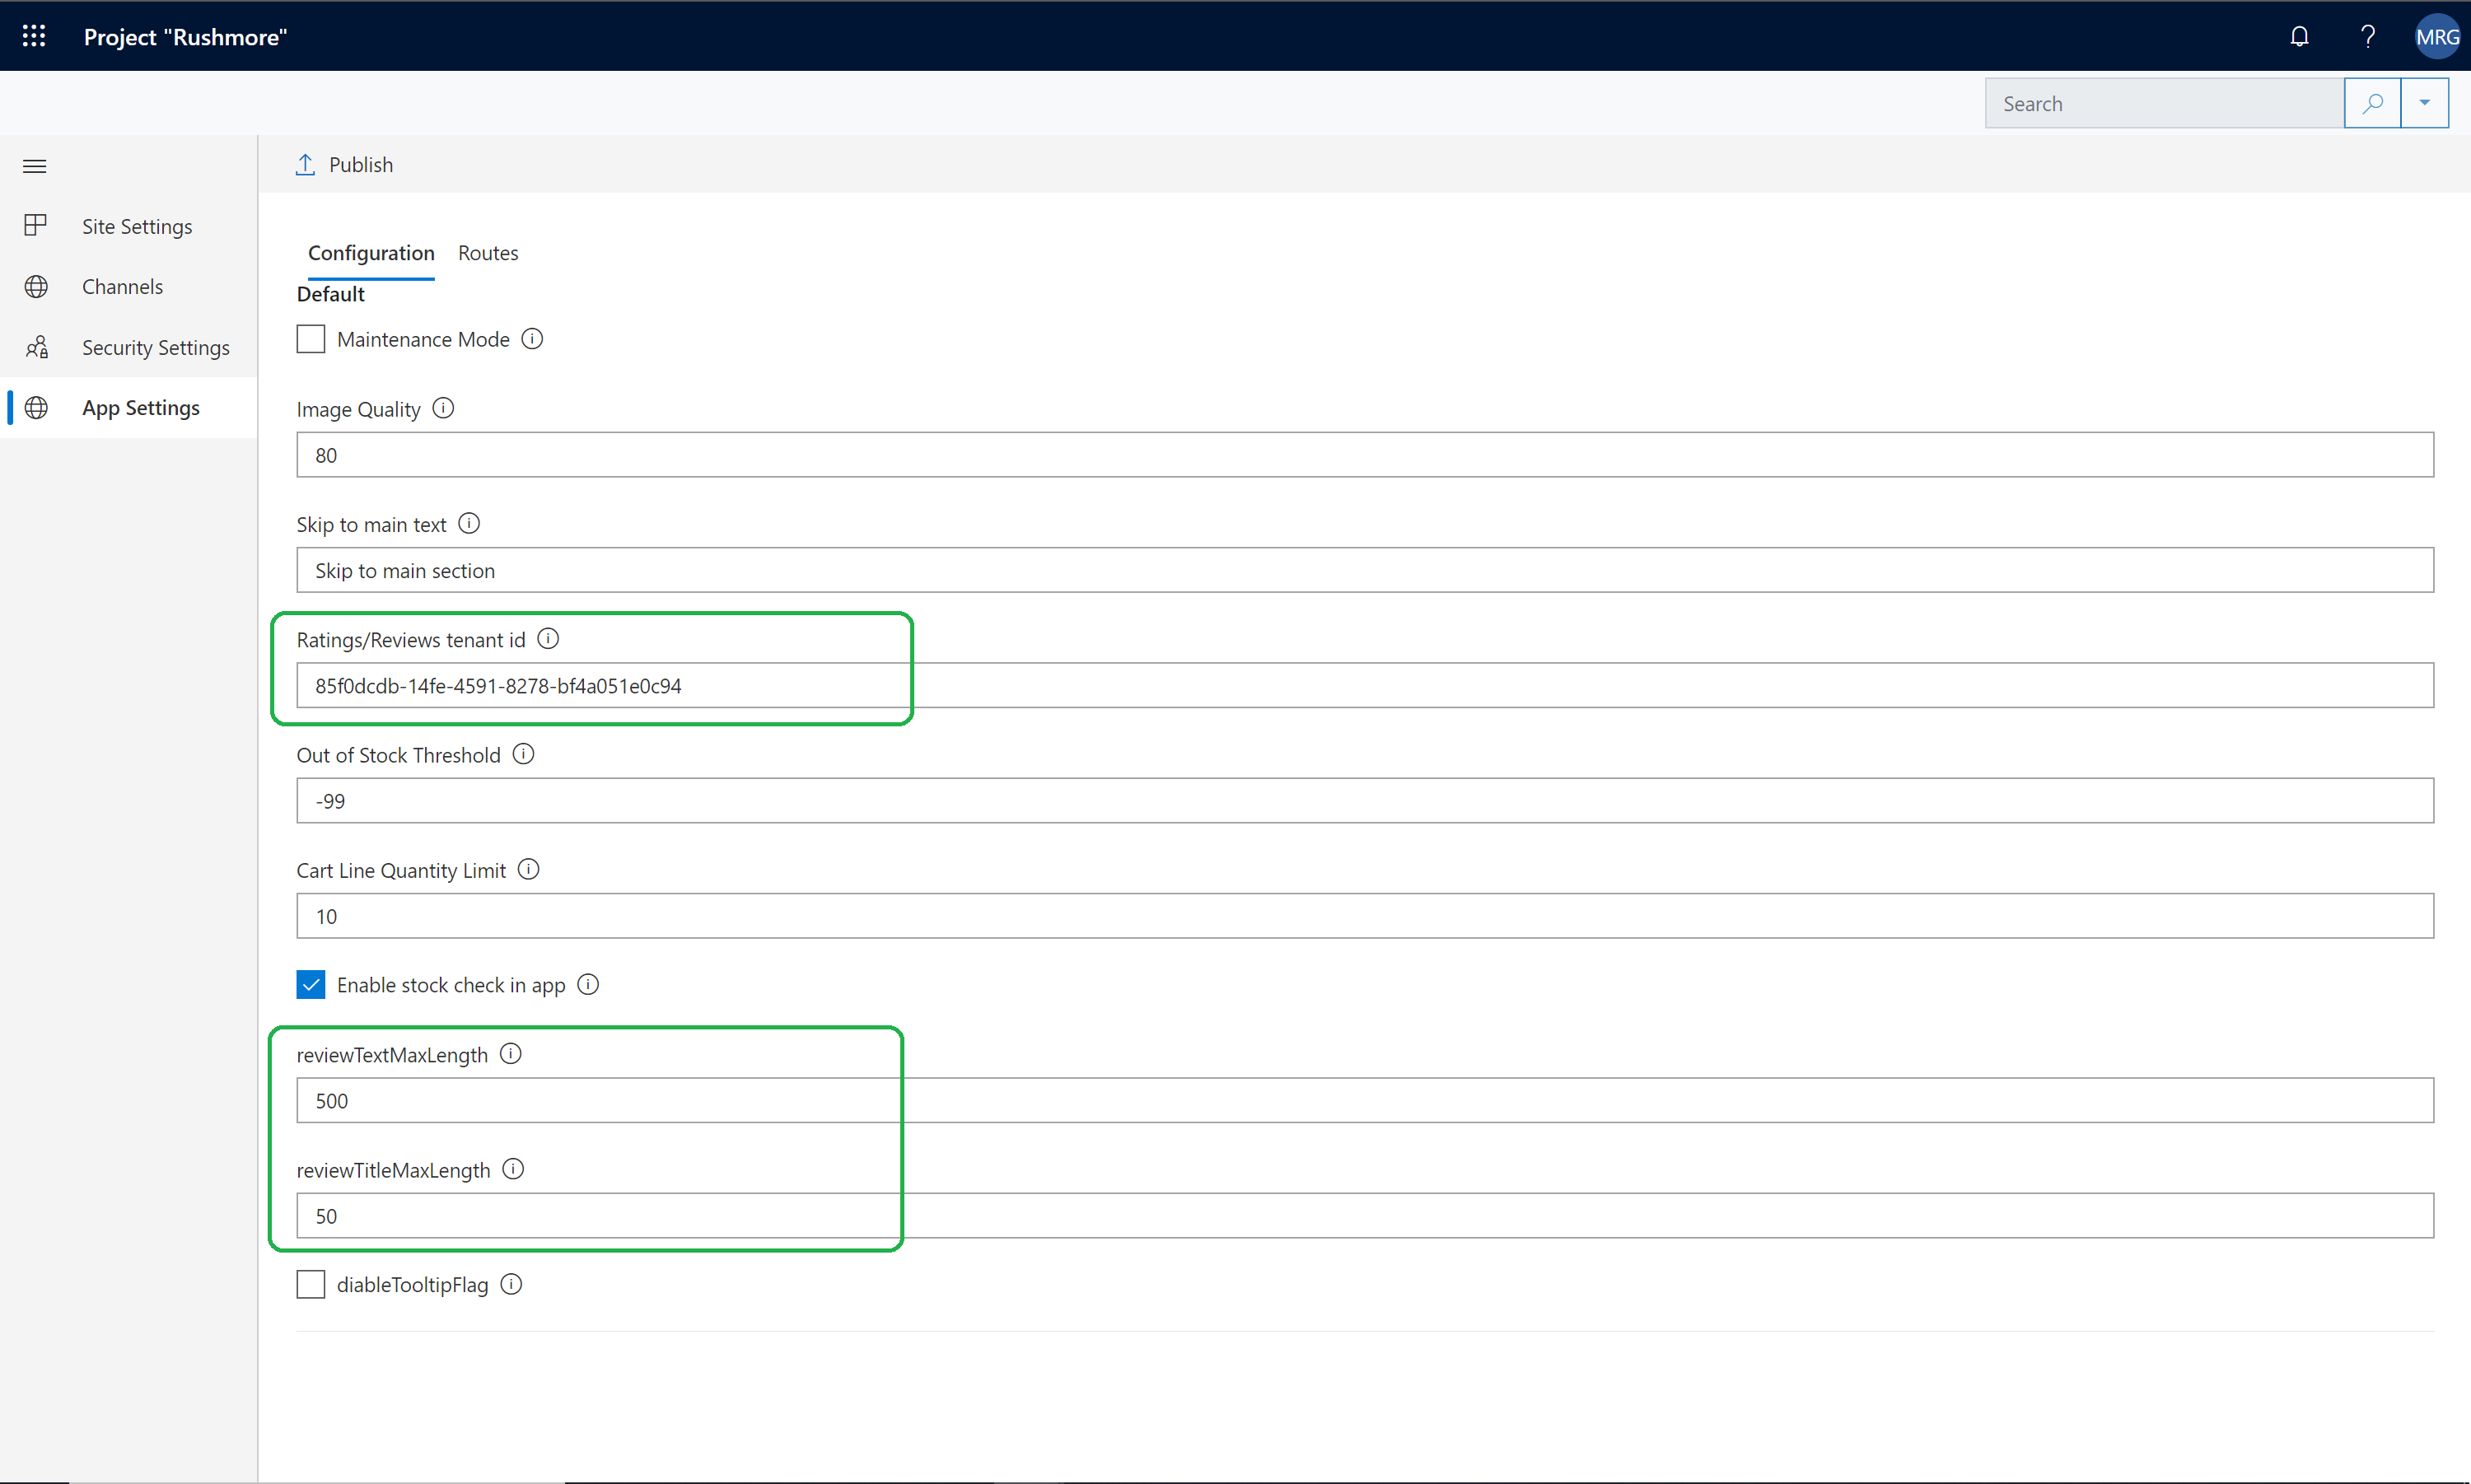 Project "Rushmore"
MRG
Search
Publish
Site Settings
Channels
Security Settings
App Settings
Configuration Routes
Default
Maintenance Mode
Image Quality
80
Skip to main text
Skip to main section
Ratings/Reviews tenant id
85f0dcdb-14fe-4591-8278-bf4a051e0c94
Out of Stock Threshold
-99
Cart Line Quantity Limit
10
Enable stock check in app
reviewTextMaxLength
500
reviewTitleMaxLength
50
diableTooltipFlag